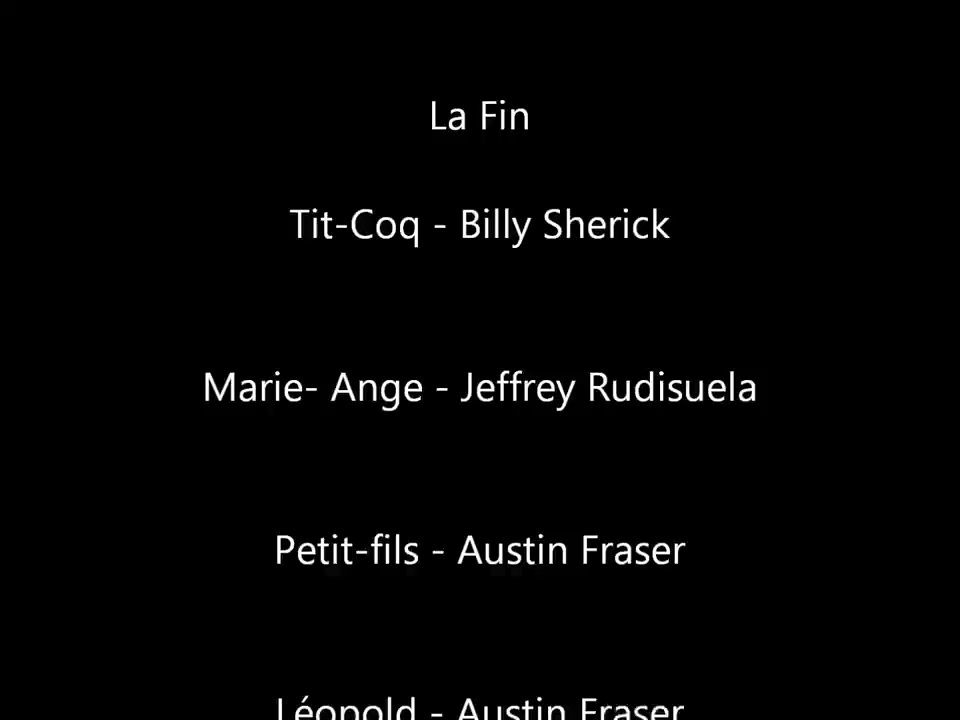 La Fin
Tit-Coq - Billy Sherick
Marie- Ange - Jeffrey Rudisuela
Petit-fils - Austin Fraser
Léopold - Austin Fraser